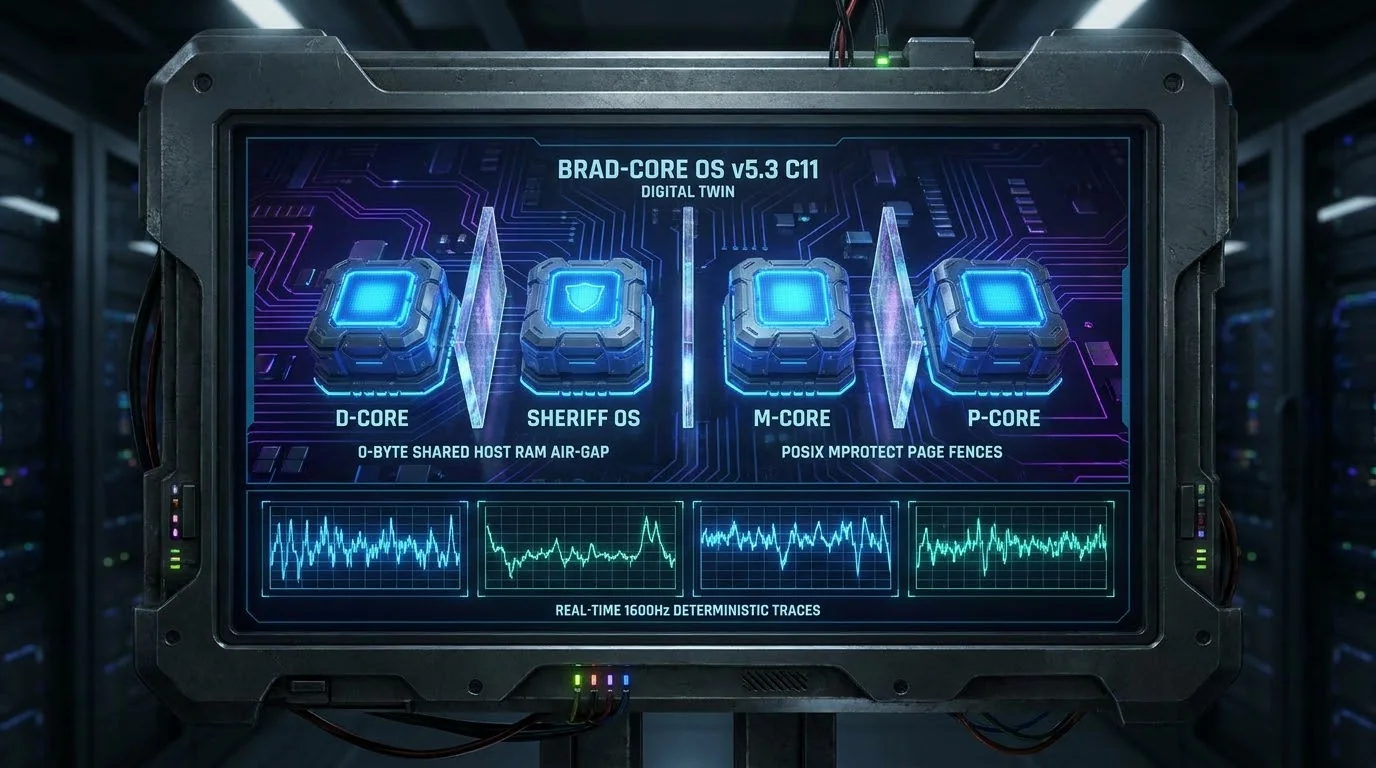 BRAD-CORE OS v5.3 C11
DIGITAL TWIN
D-CORE
SHERIFF OS
M-CORE
P-CORE
0-BYTE SHARED HOST RAM AIR-GAP
POSIX MPROTECT PAGE FENCES
REAL-TIME 1600Hz DETERMINISTIC TRACES